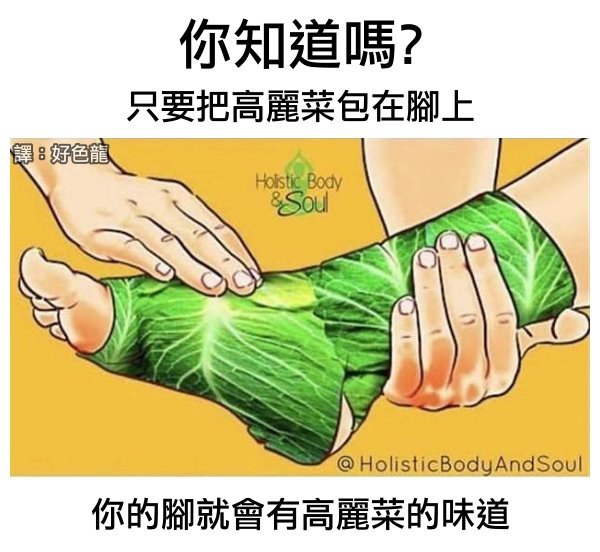 你知道嗎?
只要把高麗菜包在腳上
譯：好色龍
Holistic Body
&Soul
@HolisticBodyAndSoul
你的腳就會有高麗菜的味道